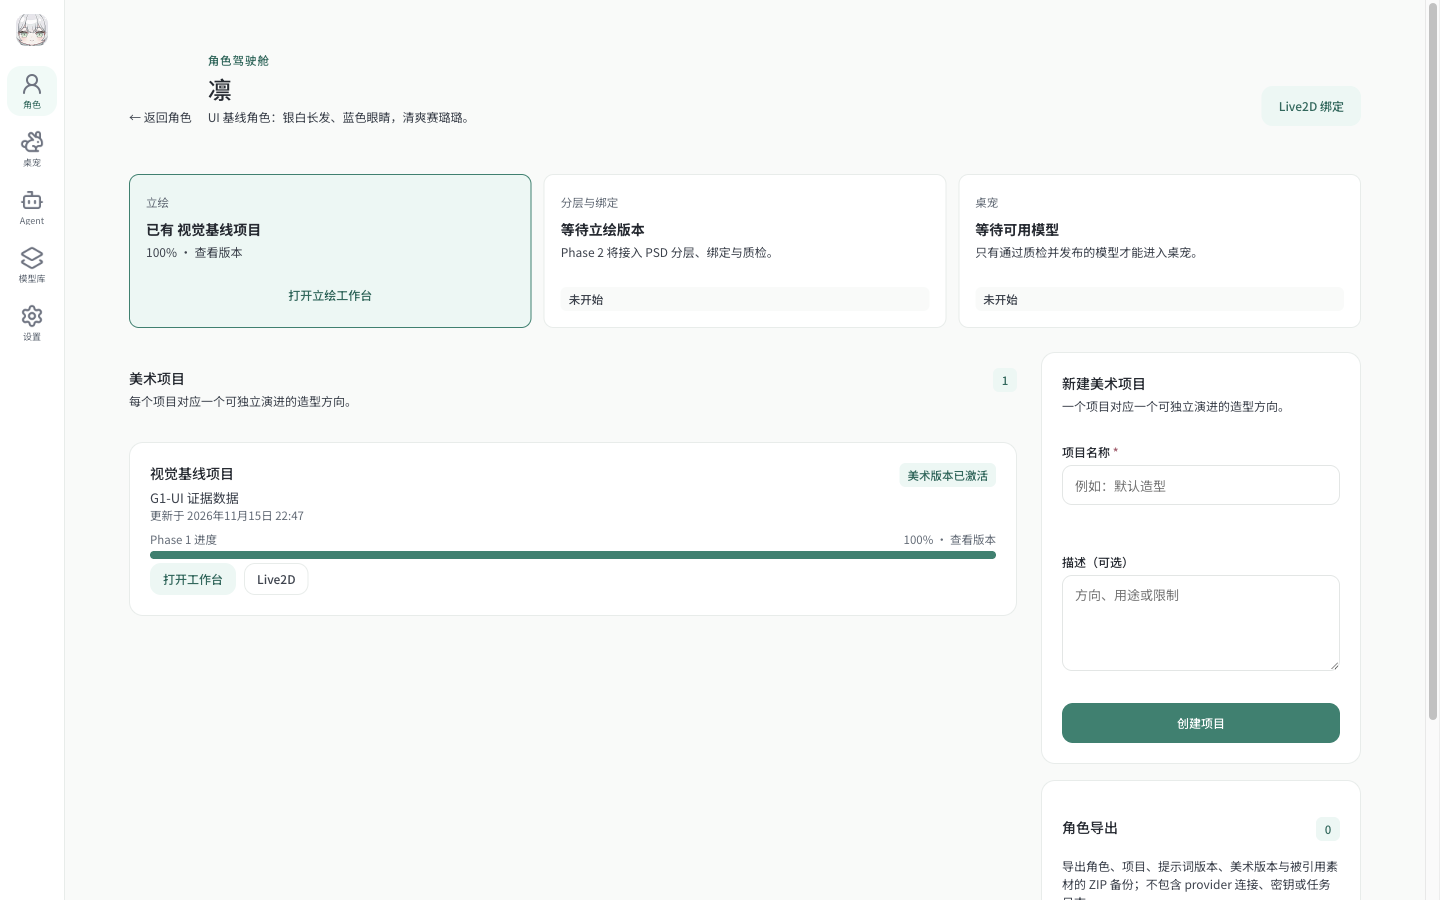 角色
桌宠
Agent
模型库
设置
角色驾驶舱
凛
← 返回角色
UI 基线角色：银白长发、蓝色眼睛，清爽赛璐璐。
Live2D 绑定
立绘
已有 视觉基线项目
100% · 查看版本
打开立绘工作台
分层与绑定
等待立绘版本
Phase 2 将接入 PSD 分层、绑定与质检。
未开始
桌宠
等待可用模型
只有通过质检并发布的模型才能进入桌宠。
未开始
美术项目
1
每个项目对应一个可独立演进的造型方向。
视觉基线项目
美术版本已激活
G1-UI 证据数据
更新于 2026年11月15日 22:47
Phase 1 进度
100% · 查看版本
打开工作台
Live2D
新建美术项目
一个项目对应一个可独立演进的造型方向。
项目名称 *
例如：默认造型
描述（可选）
方向、用途或限制
创建项目
角色导出
0
导出角色、项目、提示词版本、美术版本与被引用素
材的 ZIP 备份；不包含 provider 连接、密钥或任务